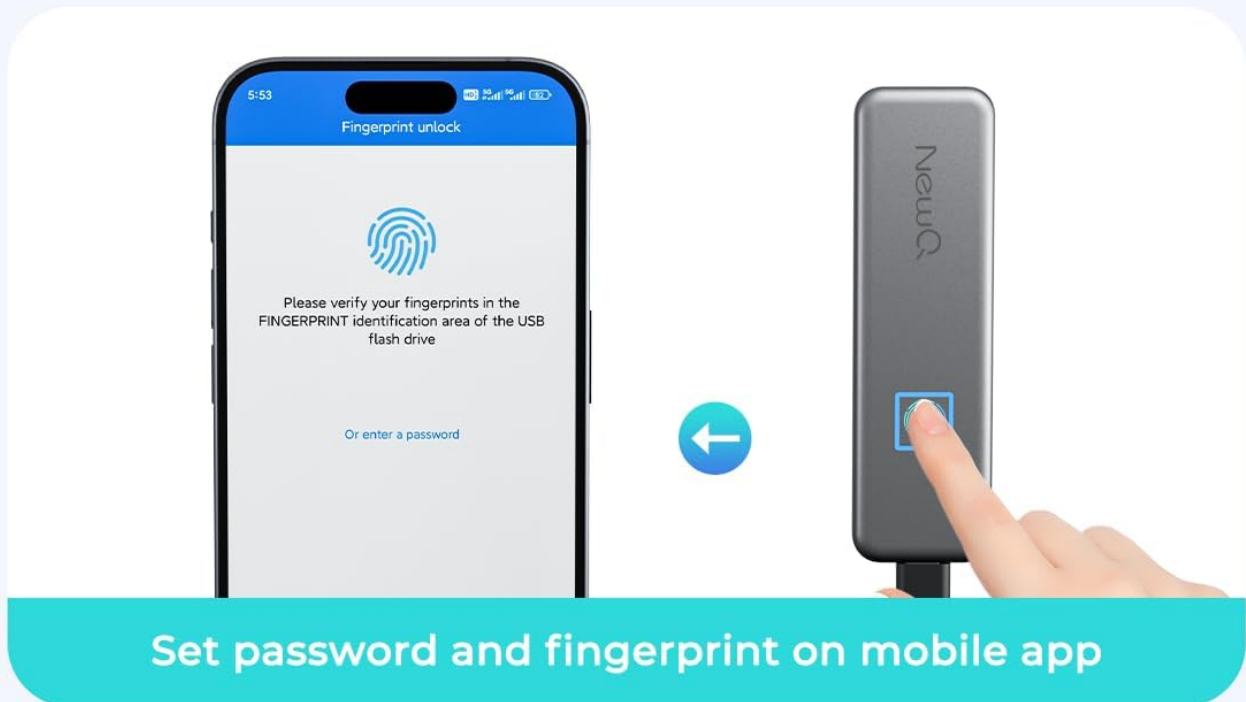 5:53
Fingerprint unlock
Please verify your fingerprints in the
FINGERPRINT identification area of the USB
flash drive
Or enter a password
NewQ
Set password and fingerprint on mobile app